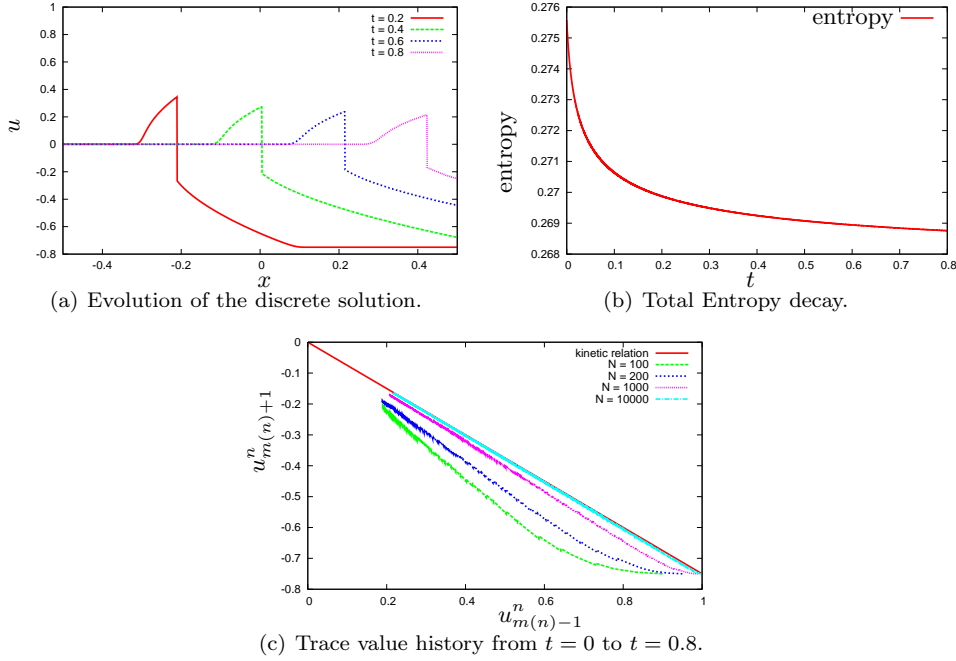 t = 0.2
t = 0.4
t = 0.6
t = 0.8
1
0.8
0.6
0.4
0.2
0
-0.2
-0.4
-0.6
-0.8
u
-0.4
-0.2
0
0.2
0.4
x
(a) Evolution of the discrete solution.
entropy
0.276
0.275
0.274
0.273
0.272
0.271
0.27
0.269
0.268
entropy
0
0.1
0.2
0.3
0.4
0.5
0.6
0.7
0.8
t
(b) Total Entropy decay.
kinetic relation
N = 100
N = 200
N = 1000
N = 10000
0
-0.1
-0.2
-0.3
-0.4
-0.5
-0.6
-0.7
-0.8
u^n_{m(n)+1}
0
0.2
0.4
0.6
0.8
1
u^n_{m(n)-1}
(c) Trace value history from t = 0 to t = 0.8.